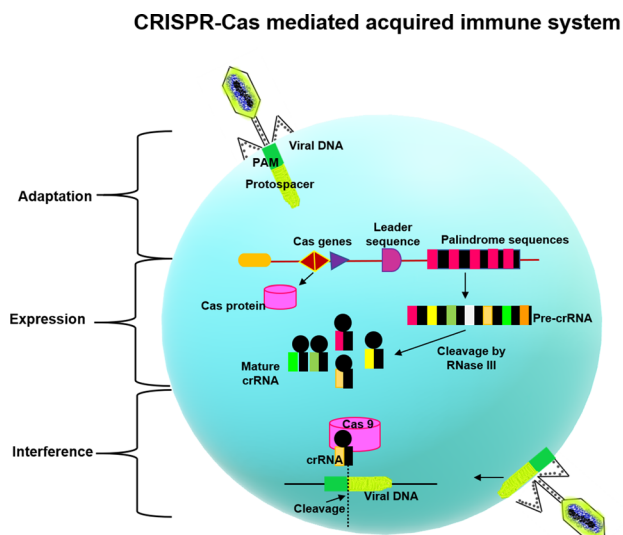 CRISPR-Cas mediated acquired immune system
Viral DNA
PAM
Protospacer
Adaptation
Leader
sequence
Cas genes
Palindrome sequences
Cas protein
Expression
Pre-crRNA
Cleavage by
RNase III
Mature
crRNA
Cas 9
Interference
crRNA
Viral DNA
Cleavage